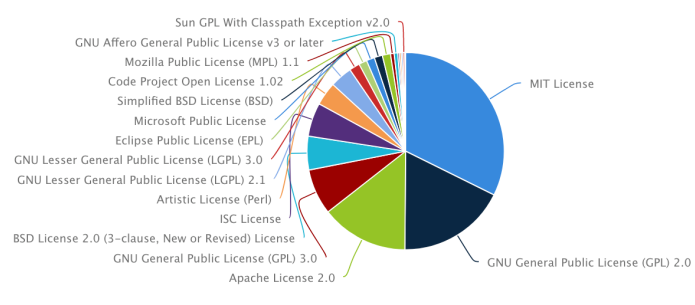 Sun GPL With Classpath Exception v2.0
GNU Affero General Public License v3 or later
Mozilla Public License (MPL) 1.1
Code Project Open License 1.02
Simplified BSD License (BSD)
Microsoft Public License
Eclipse Public License (EPL)
GNU Lesser General Public License (LGPL) 3.0
GNU Lesser General Public License (LGPL) 2.1
Artistic License (Perl)
ISC License
BSD License 2.0 (3-clause, New or Revised) License
GNU General Public License (GPL) 3.0
Apache License 2.0
MIT License
GNU General Public License (GPL) 2.0